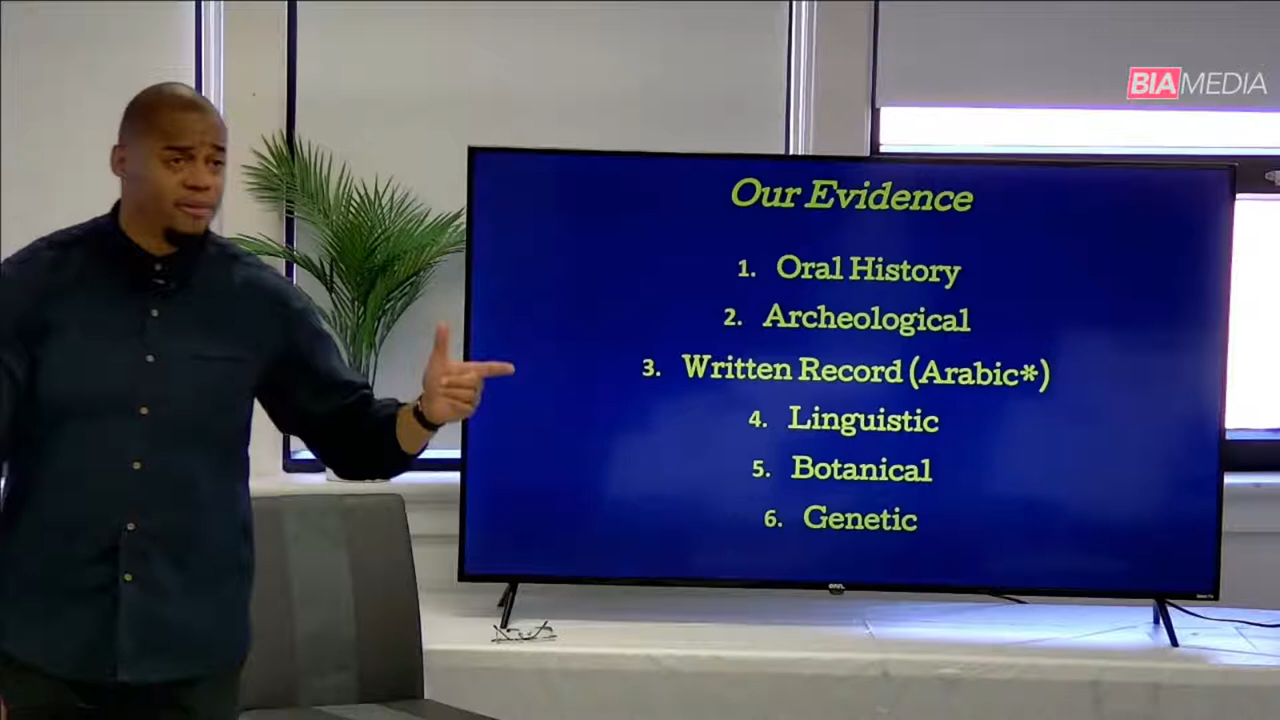 BIAMEDIA
Our Evidence
1. Oral History
2. Archeological
3. Written Record (Arabic*)
4. Linguistic
5. Botanical
6. Genetic